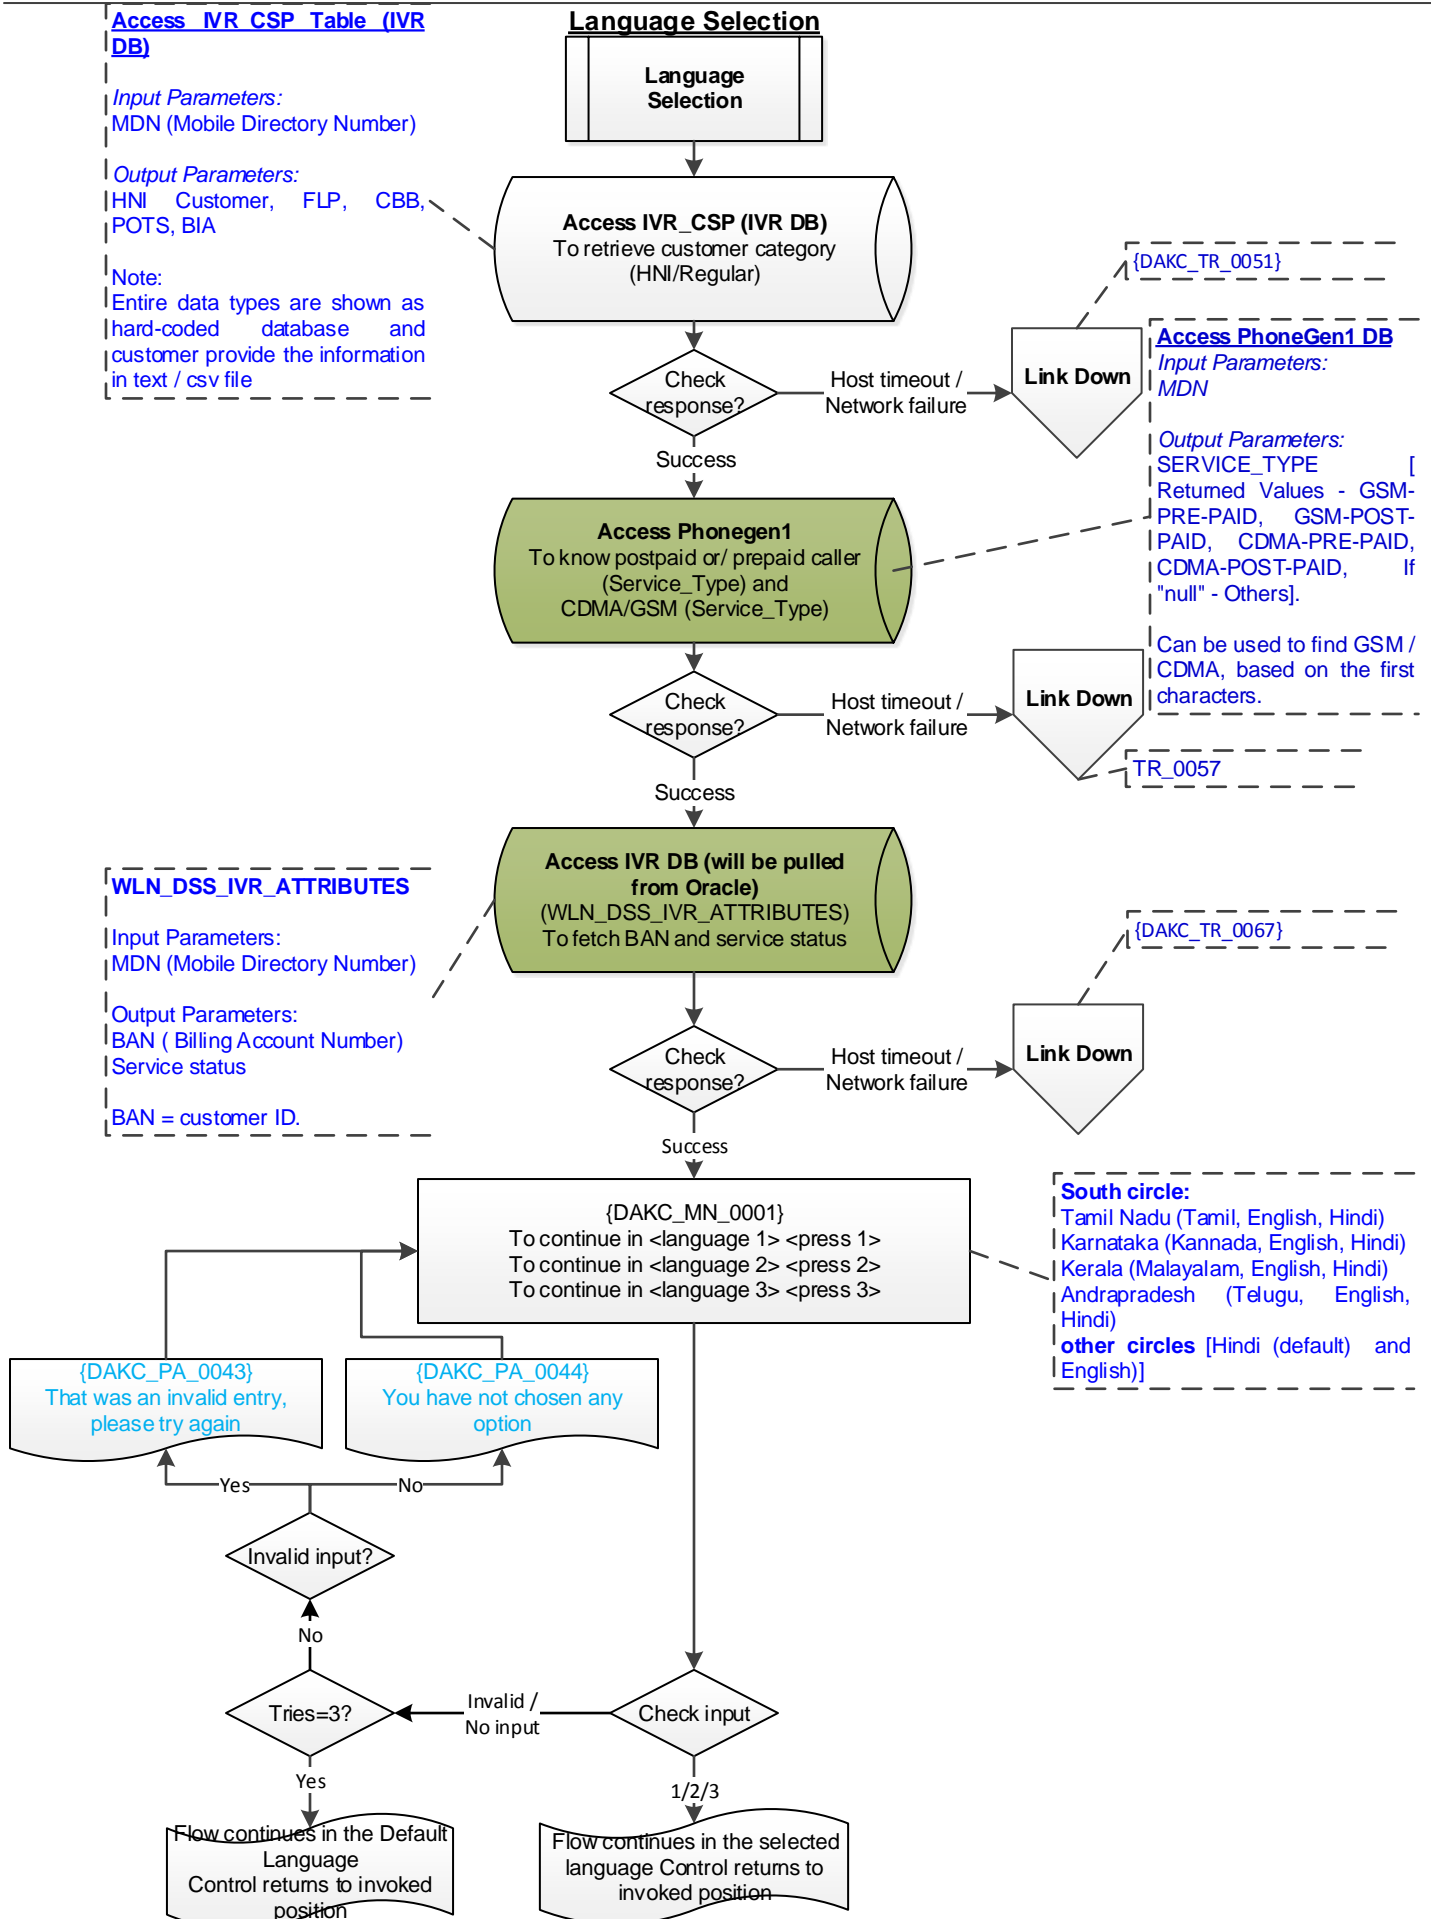 Language Selection
Access IVR CSP Table (IVR
DB)
Input Parameters:
MDN (Mobile Directory Number)
Output Parameters:
HNI Customer, FLP, CBB,
POTS, BIA
Note:
Entire data types are shown as
hard-coded database and
customer provide the information
in text / csv file
Language
Selection
Access IVR_CSP (IVR DB)
To retrieve customer category
(HNI/Regular)
{DAKC_TR_0051}
Check
response?
Host timeout /
Network failure
Link Down
Success
Access PhoneGen1 DB
Input Parameters:
MDN
Output Parameters:
SERVICE_TYPE [
Returned Values - GSM-
PRE-PAID, GSM-POST-
PAID, CDMA-PRE-PAID,
CDMA-POST-PAID, If
"null" - Others].
Can be used to find GSM /
CDMA, based on the first
characters.
Access Phonegen1
To know postpaid or/ prepaid caller
(Service_Type) and
CDMA/GSM (Service_Type)
Check
response?
Host timeout /
Network failure
Link Down
TR_0057
Success
Access IVR DB (will be pulled
from Oracle)
(WLN_DSS_IVR_ATTRIBUTES)
To fetch BAN and service status
WLN_DSS_IVR_ATTRIBUTES
Input Parameters:
MDN (Mobile Directory Number)
Output Parameters:
BAN ( Billing Account Number)
Service status
BAN = customer ID.
{DAKC_TR_0067}
Check
response?
Host timeout /
Network failure
Link Down
Success
{DAKC_MN_0001}
To continue in <language 1> <press 1>
To continue in <language 2> <press 2>
To continue in <language 3> <press 3>
South circle:
Tamil Nadu (Tamil, English, Hindi)
Karnataka (Kannada, English, Hindi)
Kerala (Malayalam, English, Hindi)
Andrapradesh (Telugu, English,
Hindi)
other circles [Hindi (default) and
English)]
{DAKC_PA_0043}
That was an invalid entry,
please try again
{DAKC_PA_0044}
You have not chosen any
option
Yes
No
Invalid input?
No
Tries=3?
Invalid /
No input
Check input
Yes
1/2/3
Flow continues in the Default
Language
Control returns to invoked
position
Flow continues in the selected
language Control returns to
invoked position